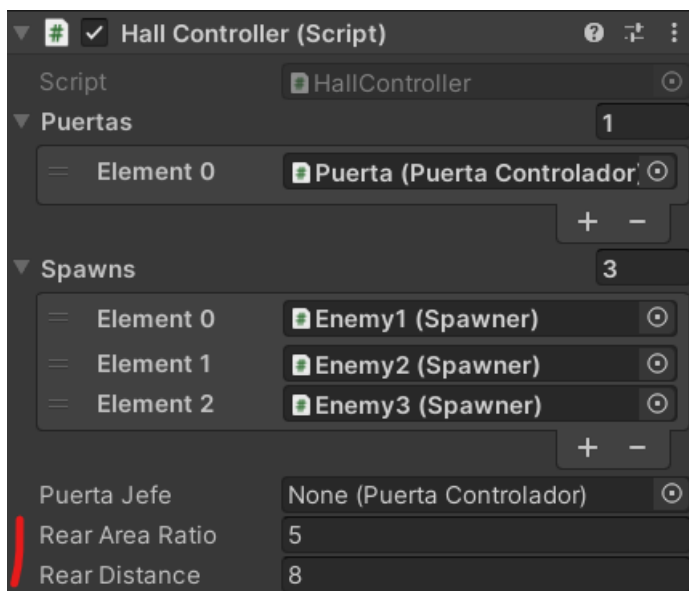 Hall Controller (Script)
Script HallController
Puertas 1
Element 0 Puerta (Puerta Controlador)
+ −
Spawns 3
Element 0 Enemy1 (Spawner)
Element 1 Enemy2 (Spawner)
Element 2 Enemy3 (Spawner)
+ −
Puerta Jefe None (Puerta Controlador)
Rear Area Ratio 5
Rear Distance 8